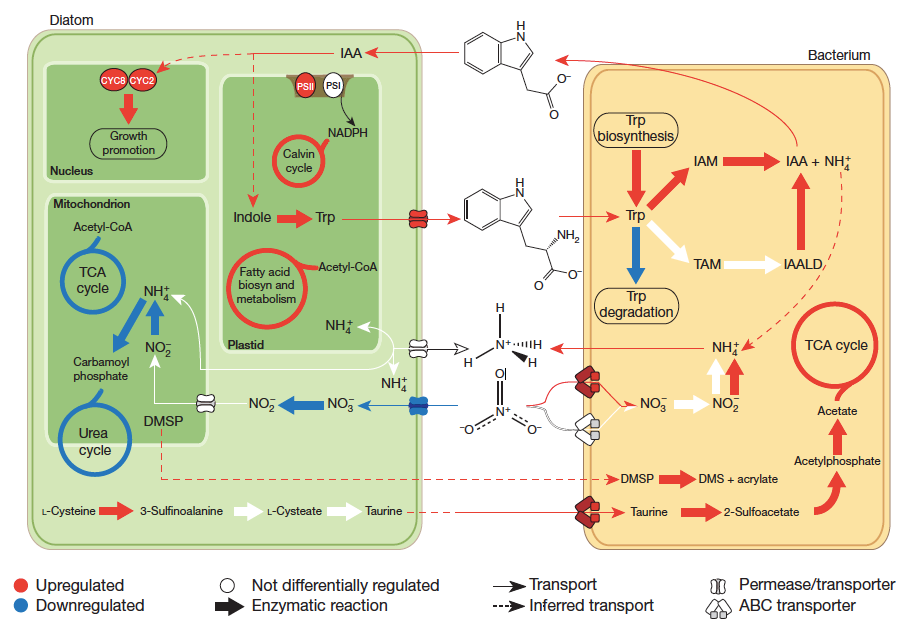 Diatom
Bacterium
IAA
H
N
O⁻
O
CYC8 CYC2
Growth
promotion
Nucleus
PSII PSI
NADPH
Calvin
cycle
Indole
Trp
Fatty acid
biosyn and
metabolism
Acetyl-CoA
NH₄⁺
Plastid
NH₄⁺
Mitochondrion
Acetyl-CoA
TCA
cycle
NH₄⁺
NO₂⁻
Carbamoyl
phosphate
Urea
cycle
DMSP
NO₂⁻
NO₃⁻
L-Cysteine
3-Sulfinoalanine
L-Cysteate
Taurine
H
N
NH₂
O⁻
O
H
N⁺
H
H
H
O
N⁺
⁻O
O⁻
Trp
biosynthesis
IAM
IAA + NH₄⁺
Trp
TAM
IAALD
Trp
degradation
NH₄⁺
TCA cycle
NO₃⁻
NO₂⁻
Acetate
Acetylphosphate
DMSP
DMS + acrylate
Taurine
2-Sulfoacetate
Upregulated
Downregulated
Not differentially regulated
Enzymatic reaction
Transport
Inferred transport
Permease/transporter
ABC transporter